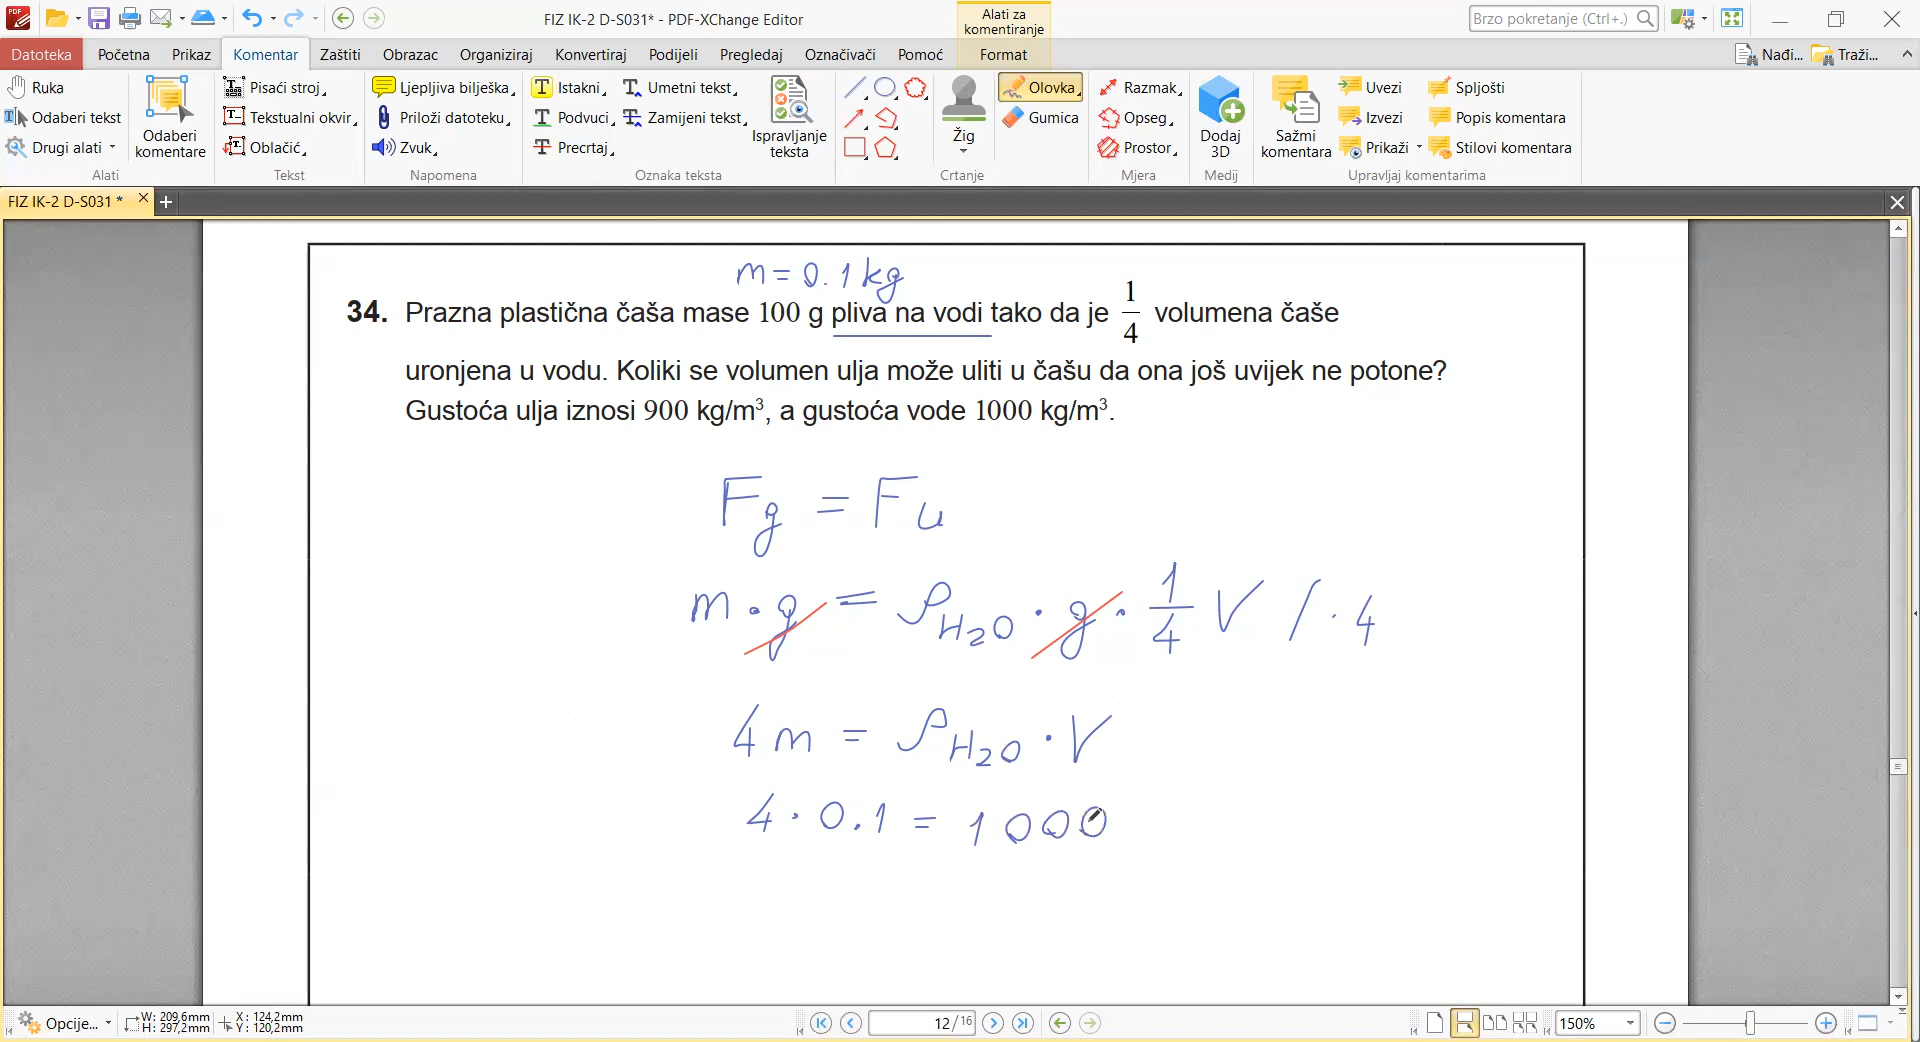 FIZ IK-2 D-S031* - PDF-XChange Editor
Alati za komentiranje
Brzo pokretanje (Ctrl+.)
Datoteka Početna Prikaz Komentar Zaštiti Obrazac Organiziraj Konvertiraj Podijeli Pregledaj Označivači Pomoć Format Nađi... Traži...
Ruka
Odaberi tekst
Drugi alati
Alati
Odaberi komentare
Pisaći stroj
Tekstualni okvir
Oblačić
Tekst
Ljepljiva bilješka
Priloži datoteku
Zvuk
Napomena
Istakni
Podvuci
Precrtaj
Umetni tekst
Zamijeni tekst
Ispravljanje teksta
Oznaka teksta
Žig
Olovka
Gumica
Crtanje
Razmak
Opseg
Prostor
Mjera
Dodaj 3D
Medij
Sažmi komentara
Uvezi
Izvezi
Prikaži
Spljošti
Popis komentara
Stilovi komentara
Upravljaj komentarima
FIZ IK-2 D-S031 *
m = 0.1 kg
34. Prazna plastična čaša mase 100 g pliva na vodi tako da je 1/4 volumena čaše
uronjena u vodu. Koliki se volumen ulja može uliti u čašu da ona još uvijek ne potone?
Gustoća ulja iznosi 900 kg/m³, a gustoća vode 1000 kg/m³.
Fg = Fu
m · g = ρH2O · g · 1/4 V / · 4
4 m = ρH2O · V
4 · 0.1 = 1000
Opcije...
W: 209,6mm
H: 297,2mm
X: 124,2mm
Y: 120,2mm
12 / 16
150%